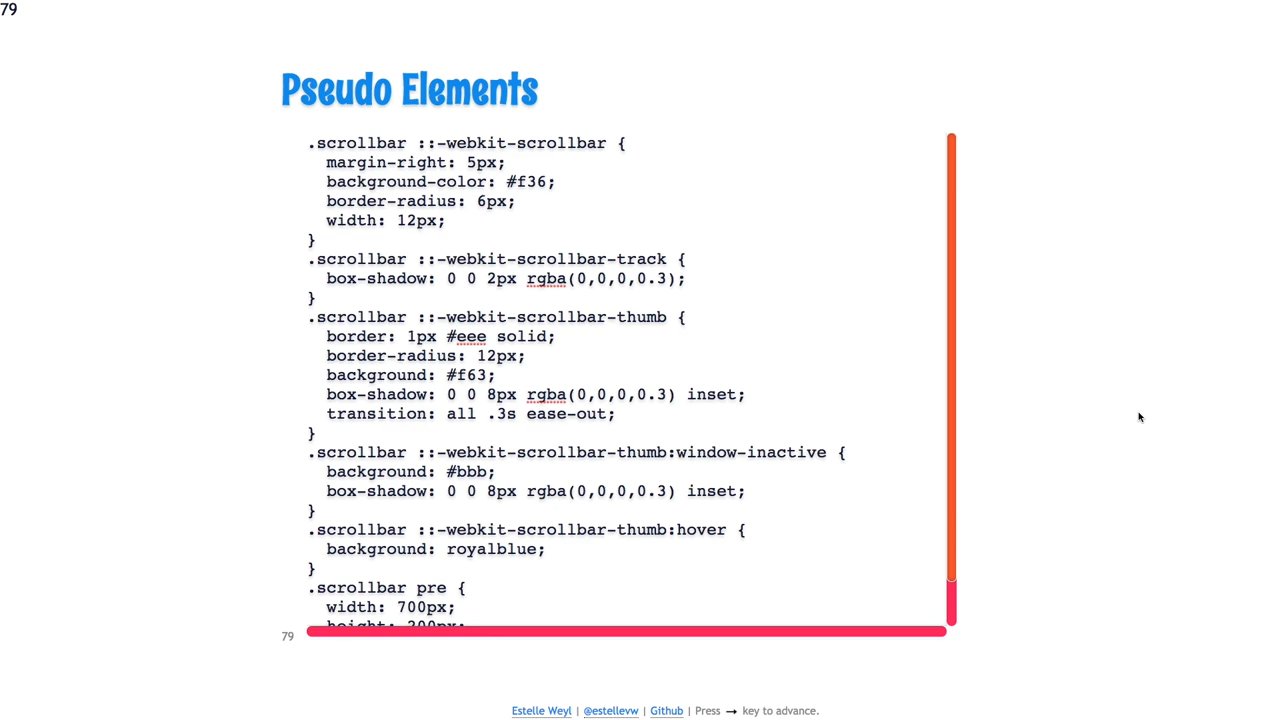 79
Pseudo Elements
.scrollbar ::-webkit-scrollbar {
  margin-right: 5px;
  background-color: #f36;
  border-radius: 6px;
  width: 12px;
}
.scrollbar ::-webkit-scrollbar-track {
  box-shadow: 0 0 2px rgba(0,0,0,0.3);
}
.scrollbar ::-webkit-scrollbar-thumb {
  border: 1px #eee solid;
  border-radius: 12px;
  background: #f63;
  box-shadow: 0 0 8px rgba(0,0,0,0.3) inset;
  transition: all .3s ease-out;
}
.scrollbar ::-webkit-scrollbar-thumb:window-inactive {
  background: #bbb;
  box-shadow: 0 0 8px rgba(0,0,0,0.3) inset;
}
.scrollbar ::-webkit-scrollbar-thumb:hover {
  background: royalblue;
}
.scrollbar pre {
  width: 700px;
  height: 200px;
79
Estelle Weyl | @estellevw | Github | Press → key to advance.